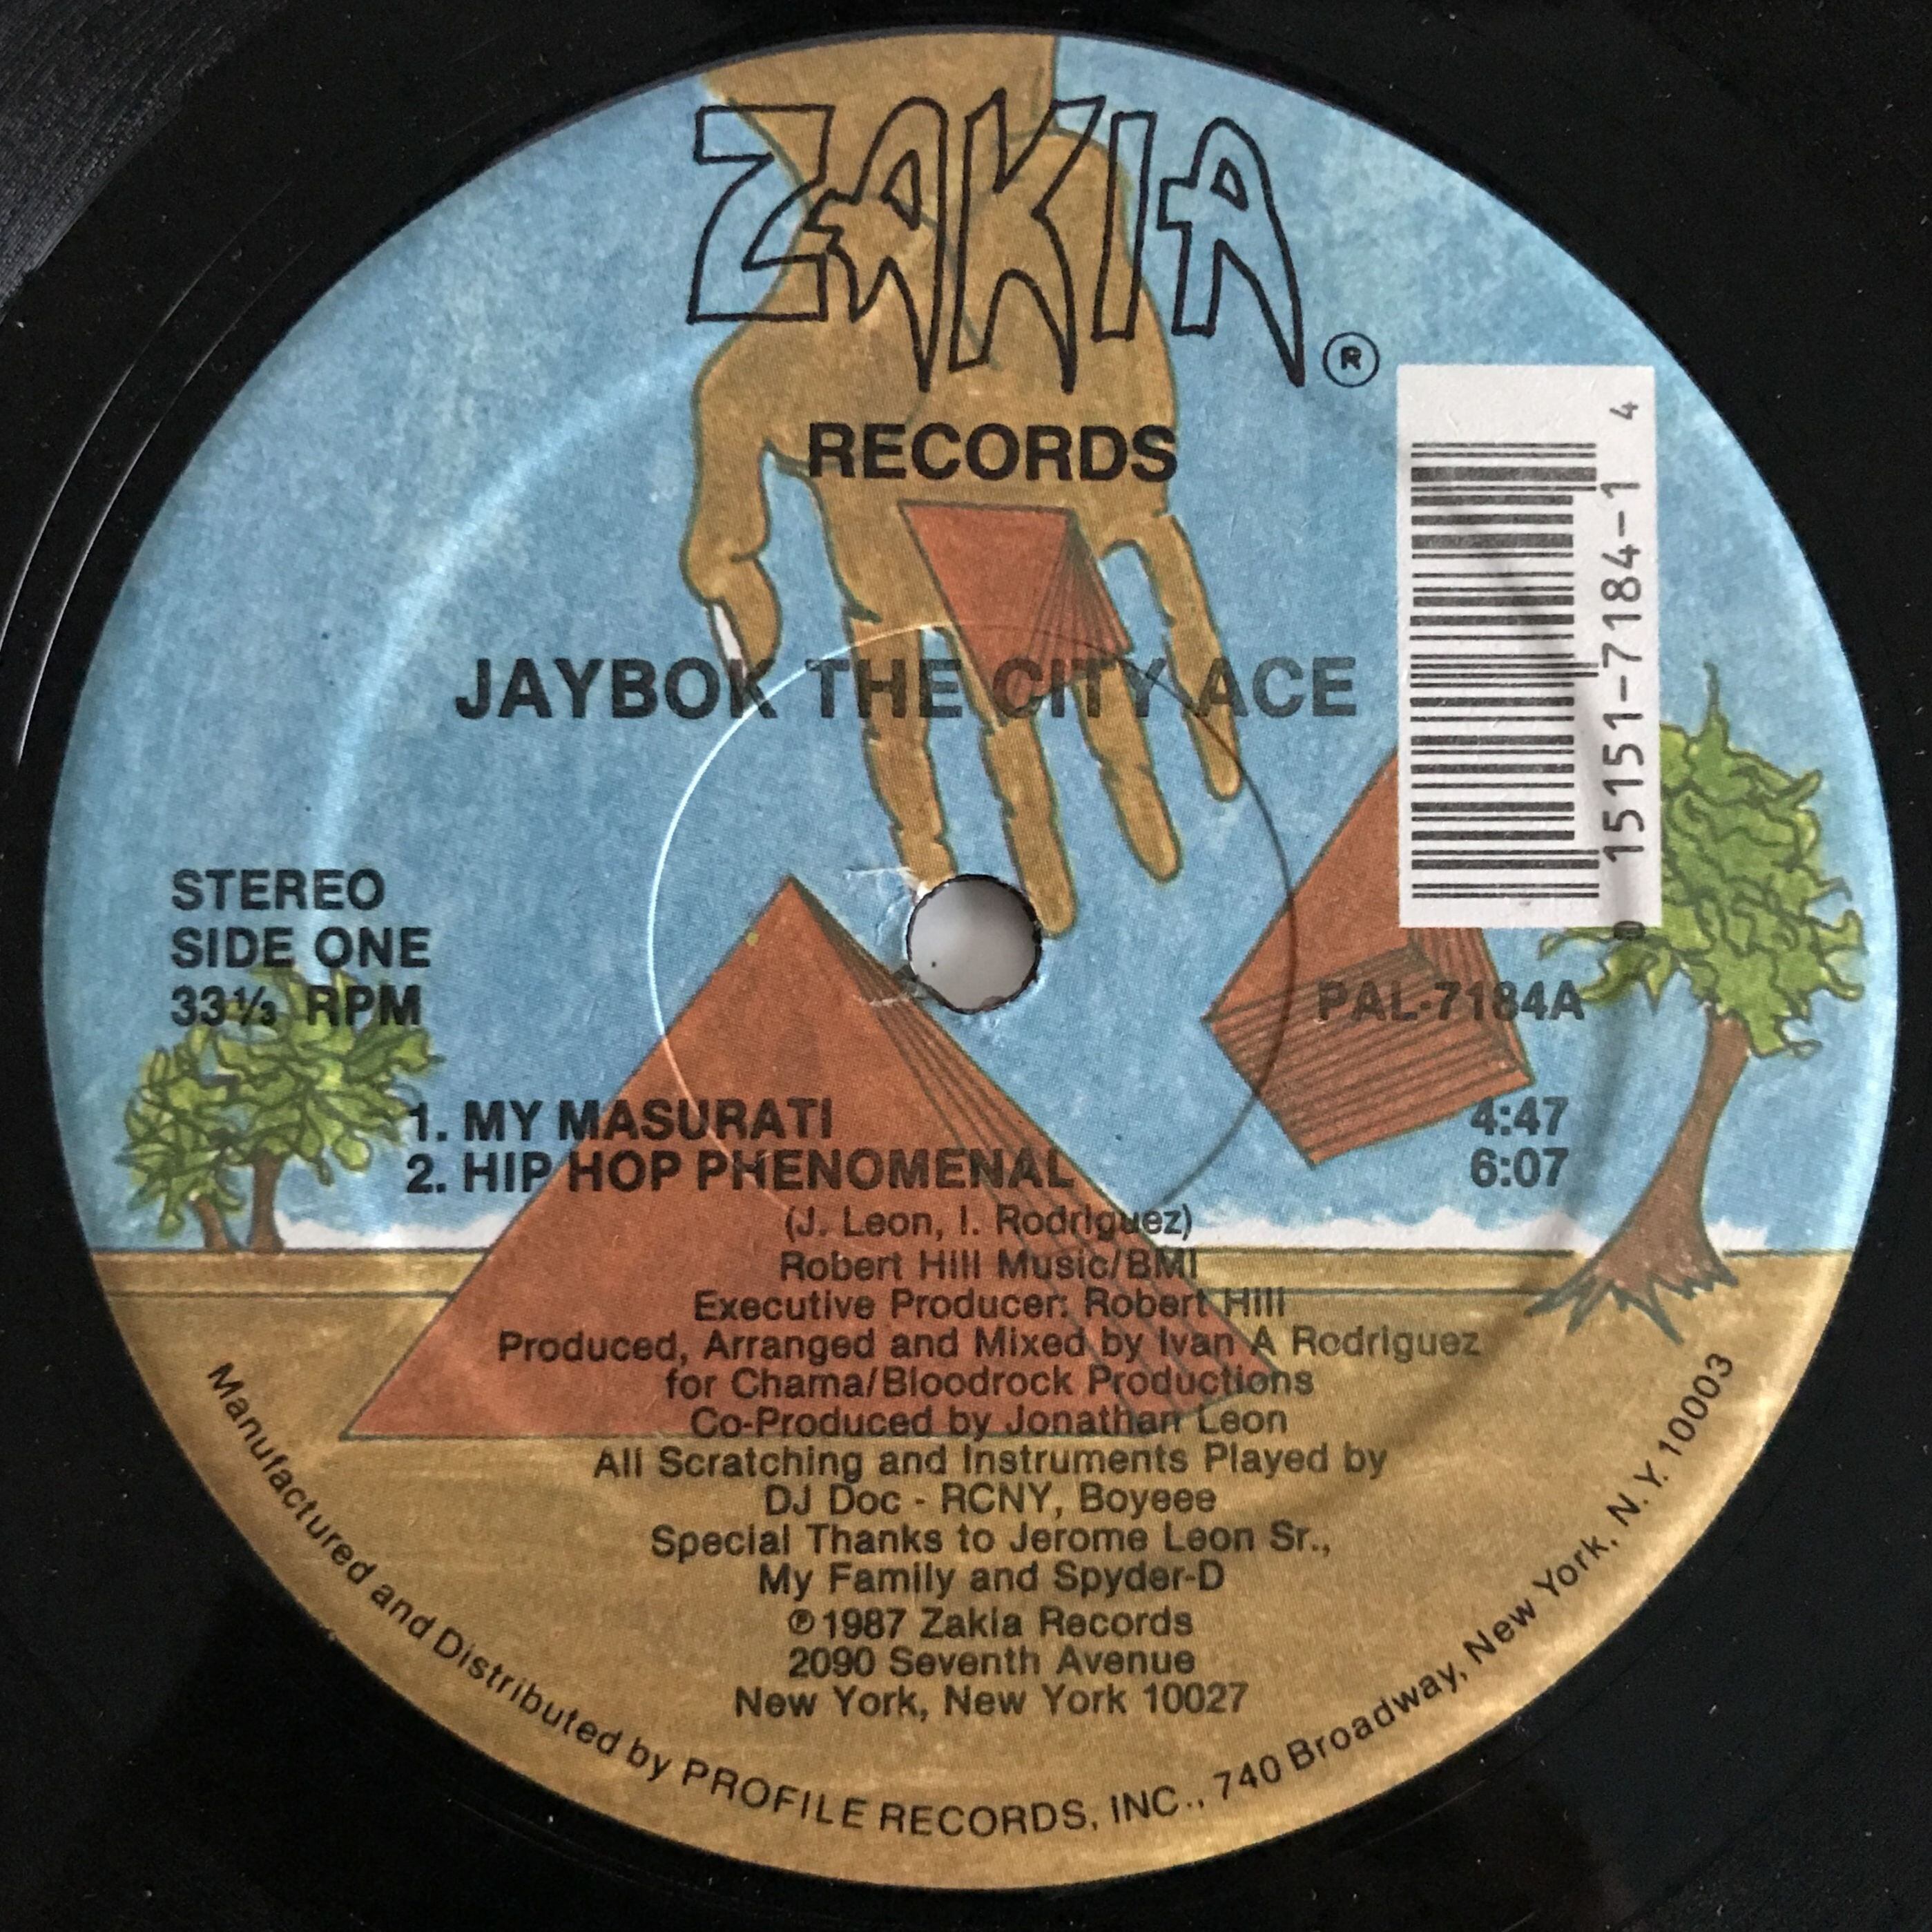 ZAKIA ®
RECORDS
JAYBOK THE CITY ACE
0 15151-7184-1 4
STEREO
SIDE ONE
33⅓ RPM
PAL-7184A
1. MY MASURATI 4:47
2. HIP HOP PHENOMENAL 6:07
(J. Leon, I. Rodriguez)
Robert Hill Music/BMI
Executive Producer: Robert Hill
Produced, Arranged and Mixed by Ivan A Rodriguez
for Chama/Bloodrock Productions
Co-Produced by Jonathan Leon
All Scratching and Instruments Played by
DJ Doc - RCNY, Boyeee
Special Thanks to Jerome Leon Sr.,
My Family and Spyder-D
℗1987 Zakia Records
2090 Seventh Avenue
New York, New York 10027
Manufactured and Distributed by PROFILE RECORDS, INC., 740 Broadway, New York, N.Y. 10003